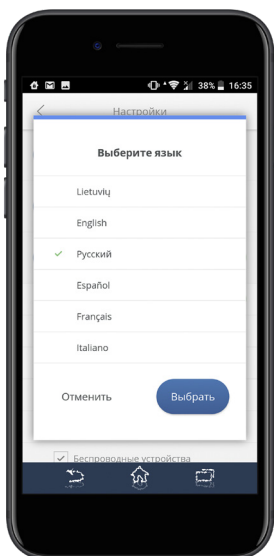 38% 16:35
Настройки
Выберите язык
Lietuvių
English
Русский
Español
Français
Italiano
Отменить Выбрать
Беспроводные устройства